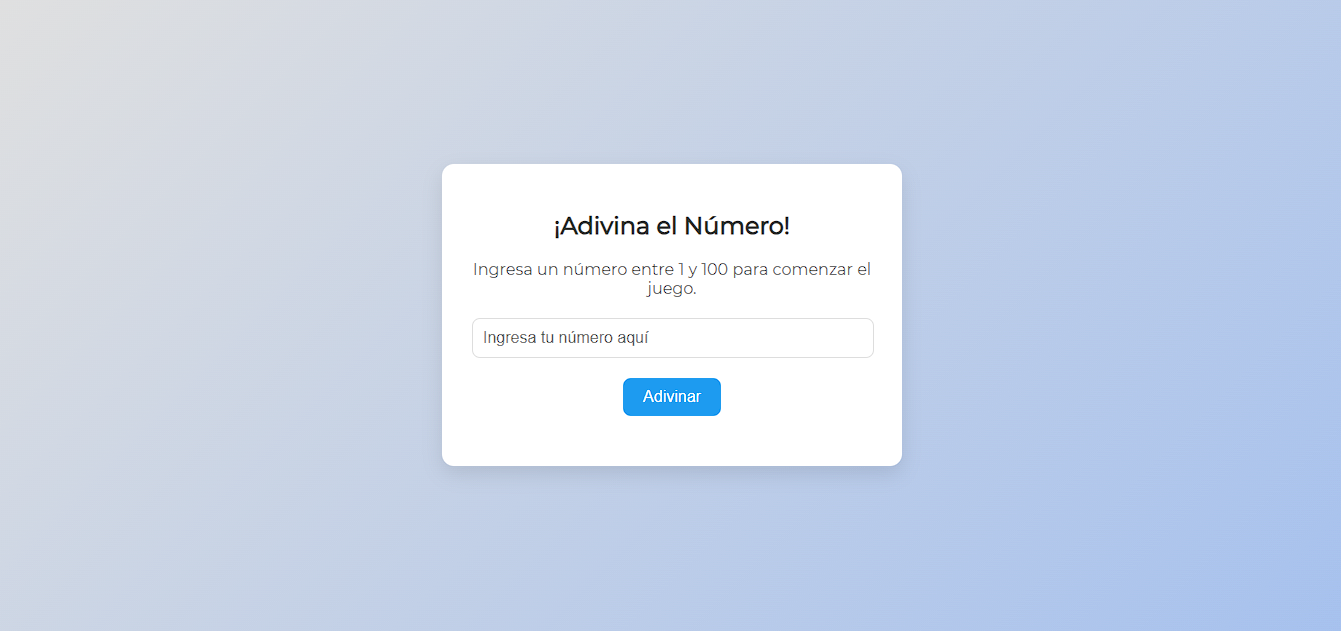 ¡Adivina el Número!
Ingresa un número entre 1 y 100 para comenzar el
juego.
Ingresa tu número aquí
Adivinar